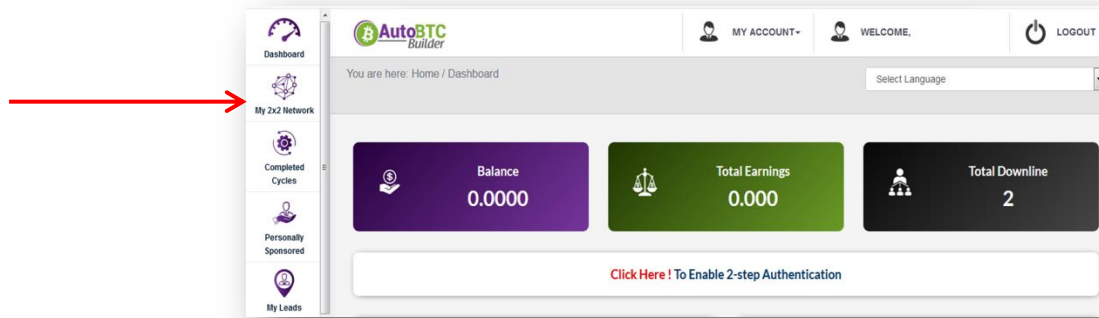 Dashboard
My 2x2 Network
Completed
Cycles
Personally
Sponsored
My Leads
AutoBTC
Builder
MY ACCOUNT
WELCOME,
LOGOUT
You are here: Home / Dashboard
Select Language
Balance
0.0000
Total Earnings
0.000
Total Downline
2
Click Here ! To Enable 2-step Authentication